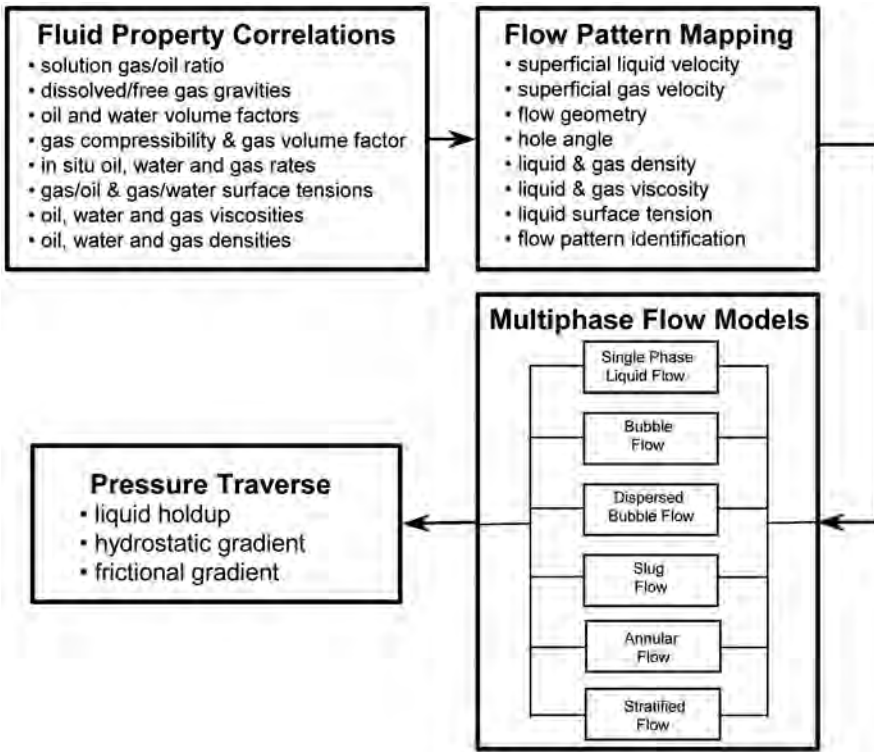 Fluid Property Correlations
• solution gas/oil ratio
• dissolved/free gas gravities
• oil and water volume factors
• gas compressibility & gas volume factor
• in situ oil, water and gas rates
• gas/oil & gas/water surface tensions
• oil, water and gas viscosities
• oil, water and gas densities
Flow Pattern Mapping
• superficial liquid velocity
• superficial gas velocity
• flow geometry
• hole angle
• liquid & gas density
• liquid & gas viscosity
• liquid surface tension
• flow pattern identification
Multiphase Flow Models
Single Phase
Liquid Flow
Bubble
Flow
Dispersed
Bubble Flow
Slug
Flow
Annular
Flow
Stratified
Flow
Pressure Traverse
• liquid holdup
• hydrostatic gradient
• frictional gradient